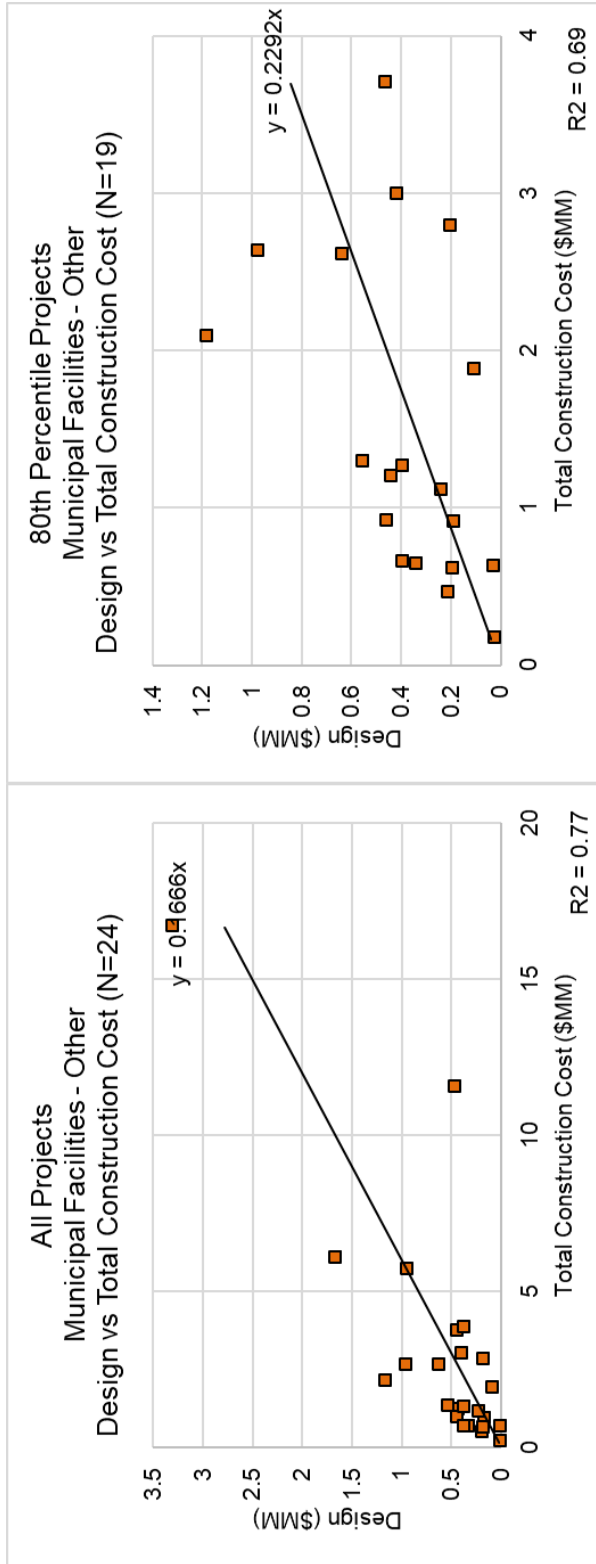 All Projects
Municipal Facilities - Other
Design vs Total Construction Cost (N=24)
3.5
3
2.5
2
1.5
1
0.5
0
Design ($MM)
y = 0.1666x
0
5
10
15
20
Total Construction Cost ($MM)
R2 = 0.77
80th Percentile Projects
Municipal Facilities - Other
Design vs Total Construction Cost (N=19)
1.4
1.2
1
0.8
0.6
0.4
0.2
0
Design ($MM)
y = 0.2292x
0
1
2
3
4
Total Construction Cost ($MM)
R2 = 0.69